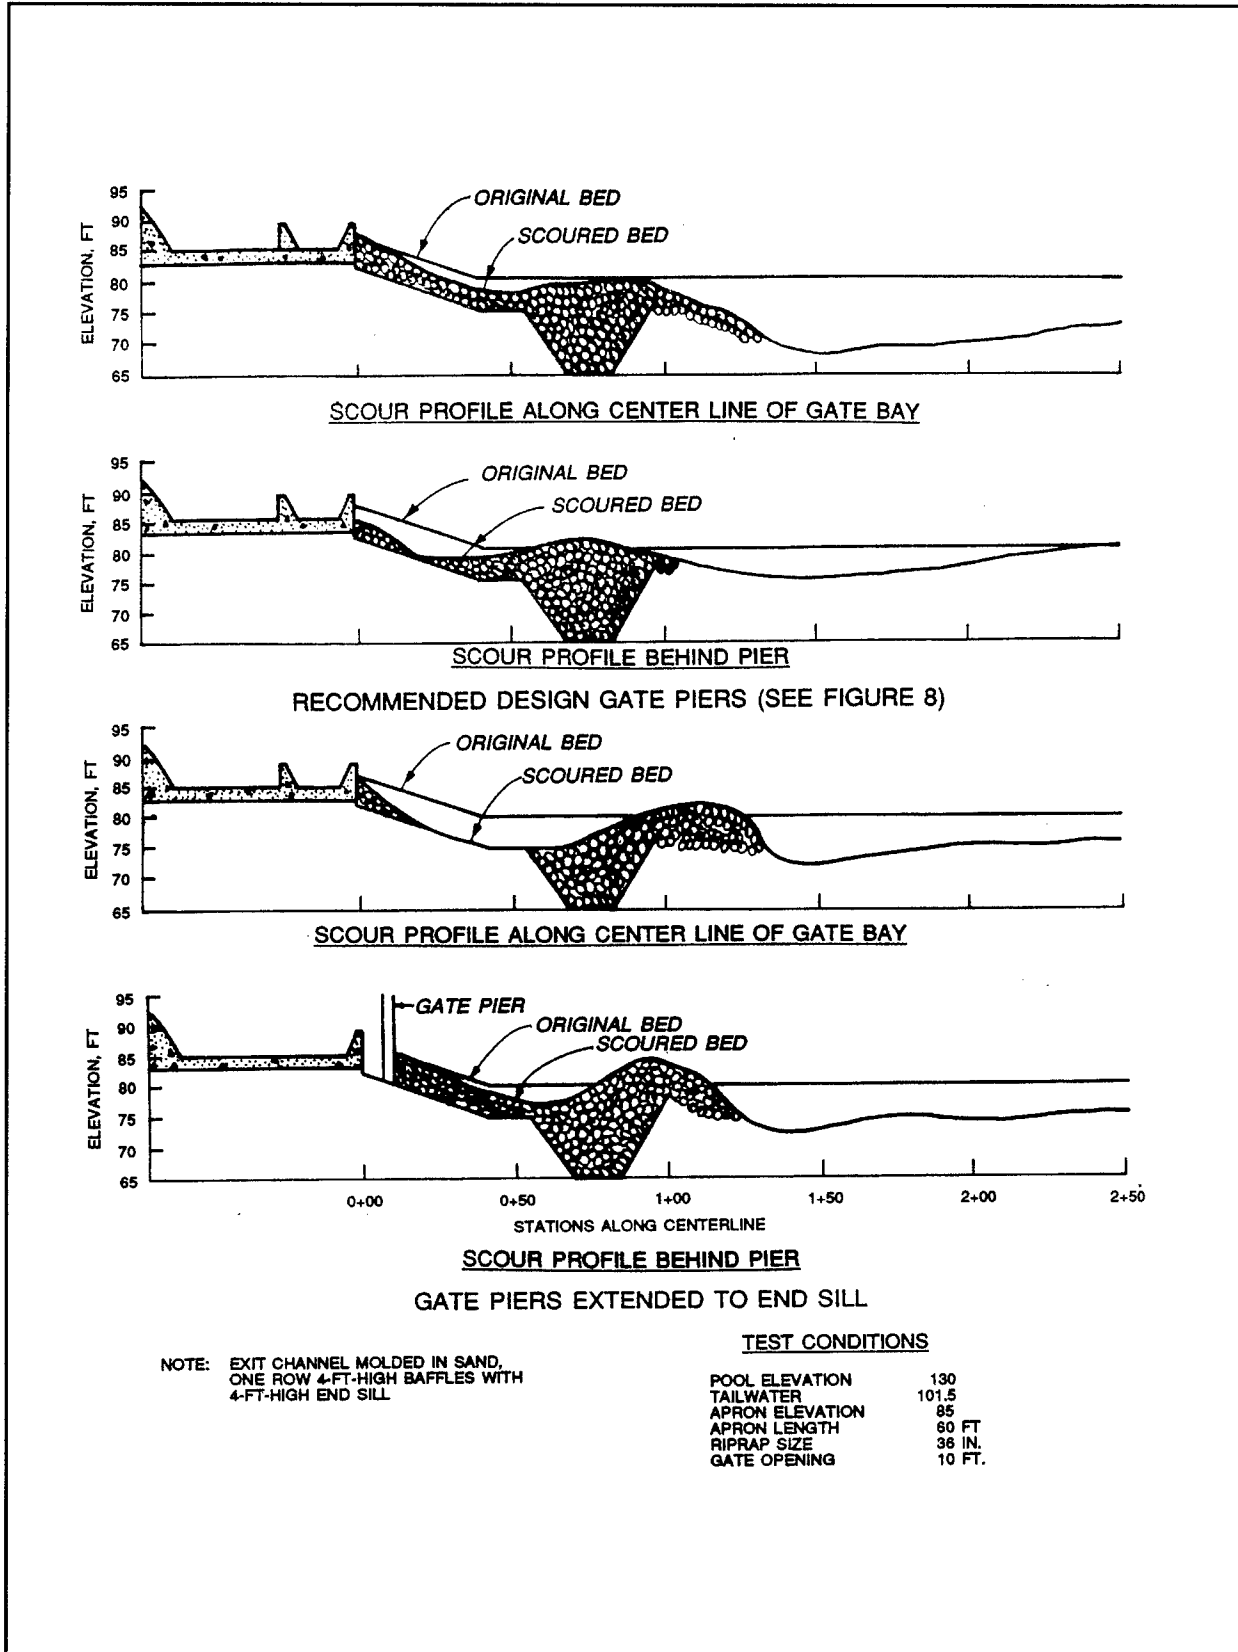 95
90
85
80
75
70
65
ELEVATION, FT
ORIGINAL BED
SCOURED BED
SCOUR PROFILE ALONG CENTER LINE OF GATE BAY
95
90
85
80
75
70
65
ELEVATION, FT
ORIGINAL BED
SCOURED BED
SCOUR PROFILE BEHIND PIER
RECOMMENDED DESIGN GATE PIERS (SEE FIGURE 8)
95
90
85
80
75
70
65
ELEVATION, FT
ORIGINAL BED
SCOURED BED
SCOUR PROFILE ALONG CENTER LINE OF GATE BAY
95
90
85
80
75
70
65
ELEVATION, FT
GATE PIER
ORIGINAL BED
SCOURED BED
0+00 0+50 1+00 1+50 2+00 2+50
STATIONS ALONG CENTERLINE
SCOUR PROFILE BEHIND PIER
GATE PIERS EXTENDED TO END SILL
NOTE: EXIT CHANNEL MOLDED IN SAND,
ONE ROW 4-FT-HIGH BAFFLES WITH
4-FT-HIGH END SILL
TEST CONDITIONS
POOL ELEVATION 130
TAILWATER 101.5
APRON ELEVATION 85
APRON LENGTH 60 FT
RIPRAP SIZE 36 IN.
GATE OPENING 10 FT.